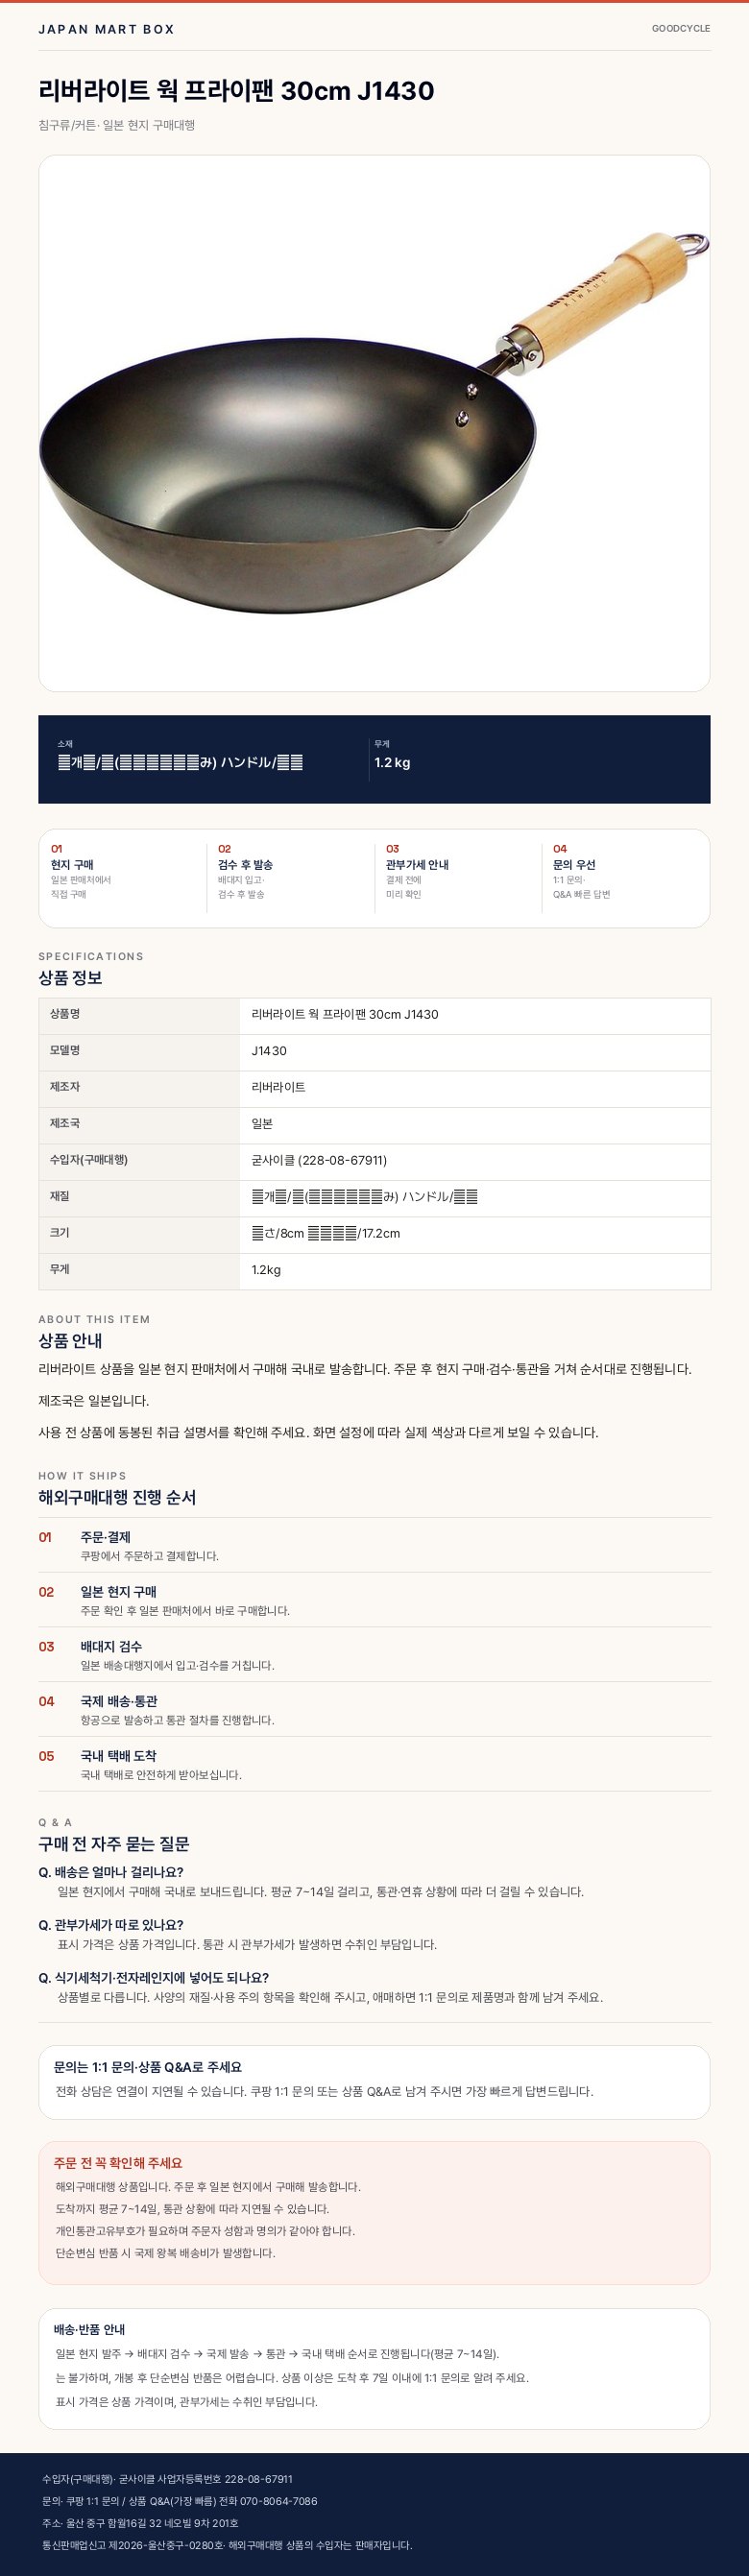 JAPAN MART BOX
GOODCYCLE
리버라이트 웍 프라이팬 30cm J1430
침구류/커튼· 일본 현지 구매대행
RIVER LIGHT
KIWAME
소재
개/(み) ハンドル/
무게
1.2 kg
01
현지 구매
일본 판매처에서
직접 구매
02
검수 후 발송
배대지 입고·
검수 후 발송
03
관부가세 안내
결제 전에
미리 확인
04
문의 우선
1:1 문의·
Q&A 빠른 답변
SPECIFICATIONS
상품 정보
상품명 리버라이트 웍 프라이팬 30cm J1430
모델명 J1430
제조자 리버라이트
제조국 일본
수입자(구매대행) 굳사이클 (228-08-67911)
재질 개/(み) ハンドル/
크기 さ/8cm /17.2cm
무게 1.2kg
ABOUT THIS ITEM
상품 안내
리버라이트 상품을 일본 현지 판매처에서 구매해 국내로 발송합니다. 주문 후 현지 구매·검수·통관을 거쳐 순서대로 진행됩니다.
제조국은 일본입니다.
사용 전 상품에 동봉된 취급 설명서를 확인해 주세요. 화면 설정에 따라 실제 색상과 다르게 보일 수 있습니다.
HOW IT SHIPS
해외구매대행 진행 순서
01 주문·결제
쿠팡에서 주문하고 결제합니다.
02 일본 현지 구매
주문 확인 후 일본 판매처에서 바로 구매합니다.
03 배대지 검수
일본 배송대행지에서 입고·검수를 거칩니다.
04 국제 배송·통관
항공으로 발송하고 통관 절차를 진행합니다.
05 국내 택배 도착
국내 택배로 안전하게 받아보십니다.
Q & A
구매 전 자주 묻는 질문
Q. 배송은 얼마나 걸리나요?
일본 현지에서 구매해 국내로 보내드립니다. 평균 7~14일 걸리고, 통관·연휴 상황에 따라 더 걸릴 수 있습니다.
Q. 관부가세가 따로 있나요?
표시 가격은 상품 가격입니다. 통관 시 관부가세가 발생하면 수취인 부담입니다.
Q. 식기세척기·전자레인지에 넣어도 되나요?
상품별로 다릅니다. 사양의 재질·사용 주의 항목을 확인해 주시고, 애매하면 1:1 문의로 제품명과 함께 남겨 주세요.
문의는 1:1 문의·상품 Q&A로 주세요
전화 상담은 연결이 지연될 수 있습니다. 쿠팡 1:1 문의 또는 상품 Q&A로 남겨 주시면 가장 빠르게 답변드립니다.
주문 전 꼭 확인해 주세요
해외구매대행 상품입니다. 주문 후 일본 현지에서 구매해 발송합니다.
도착까지 평균 7~14일, 통관 상황에 따라 지연될 수 있습니다.
개인통관고유부호가 필요하며 주문자 성함과 명의가 같아야 합니다.
단순변심 반품 시 국제 왕복 배송비가 발생합니다.
배송·반품 안내
일본 현지 발주 → 배대지 검수 → 국제 발송 → 통관 → 국내 택배 순서로 진행됩니다(평균 7~14일).
는 불가하며, 개봉 후 단순변심 반품은 어렵습니다. 상품 이상은 도착 후 7일 이내에 1:1 문의로 알려 주세요.
표시 가격은 상품 가격이며, 관부가세는 수취인 부담입니다.
수입자(구매대행)· 굳사이클 사업자등록번호 228-08-67911
문의· 쿠팡 1:1 문의 / 상품 Q&A(가장 빠름) 전화 070-8064-7086
주소· 울산 중구 함월16길 32 네오빌 9차 201호
통신판매업신고 제2026-울산중구-0280호· 해외구매대행 상품의 수입자는 판매자입니다.